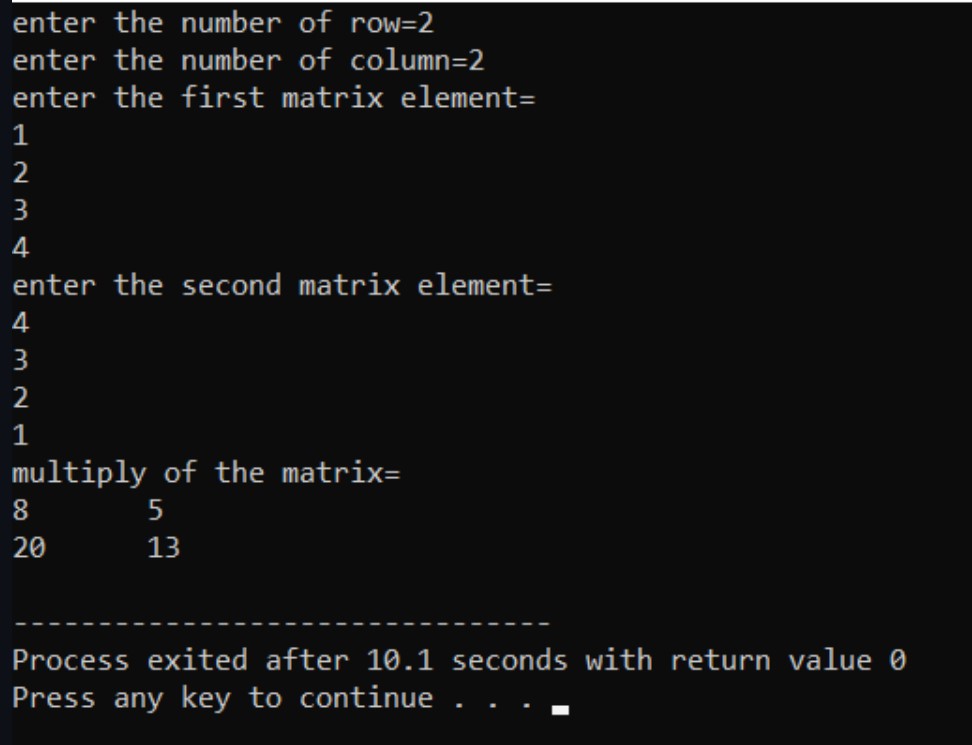 enter the number of row=2
enter the number of column=2
enter the first matrix element=
1
2
3
4
enter the second matrix element=
4
3
2
1
multiply of the matrix=
8       5
20      13
--------------------------------
Process exited after 10.1 seconds with return value 0
Press any key to continue . . .